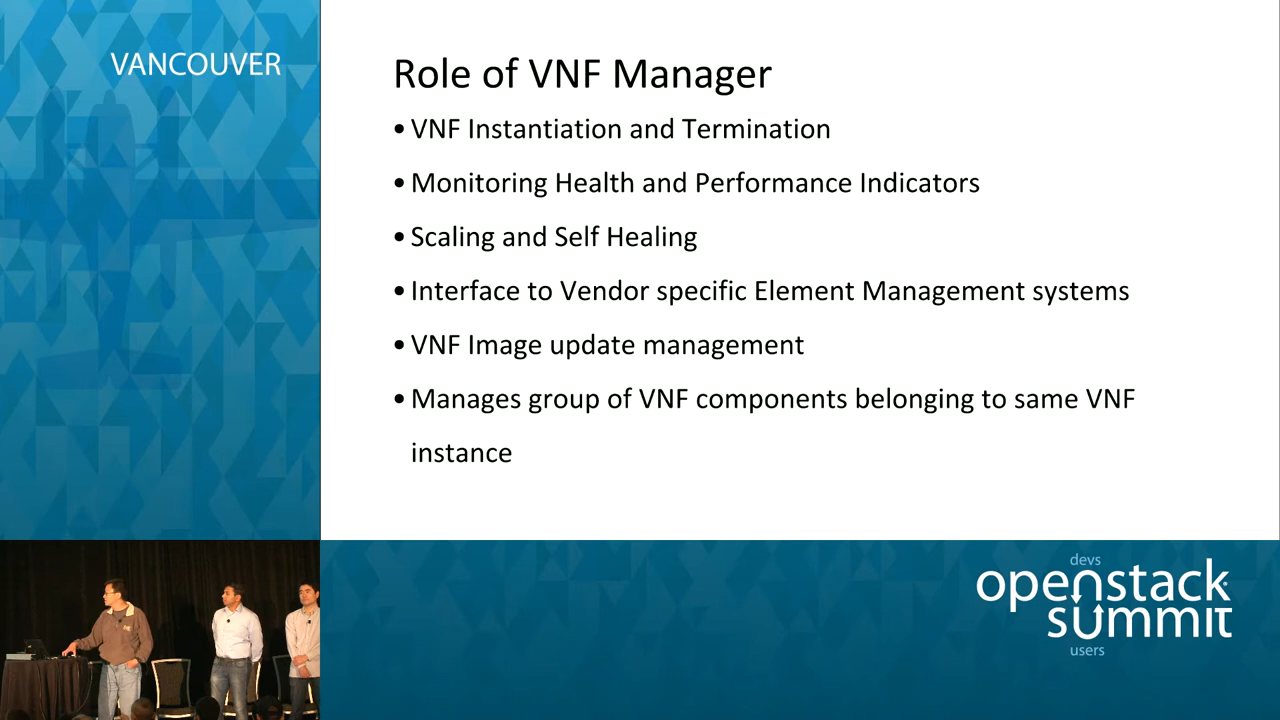 VANCOUVER
Role of VNF Manager
• VNF Instantiation and Termination
• Monitoring Health and Performance Indicators
• Scaling and Self Healing
• Interface to Vendor specific Element Management systems
• VNF Image update management
• Manages group of VNF components belonging to same VNF
instance
devs
openstack
summit
users